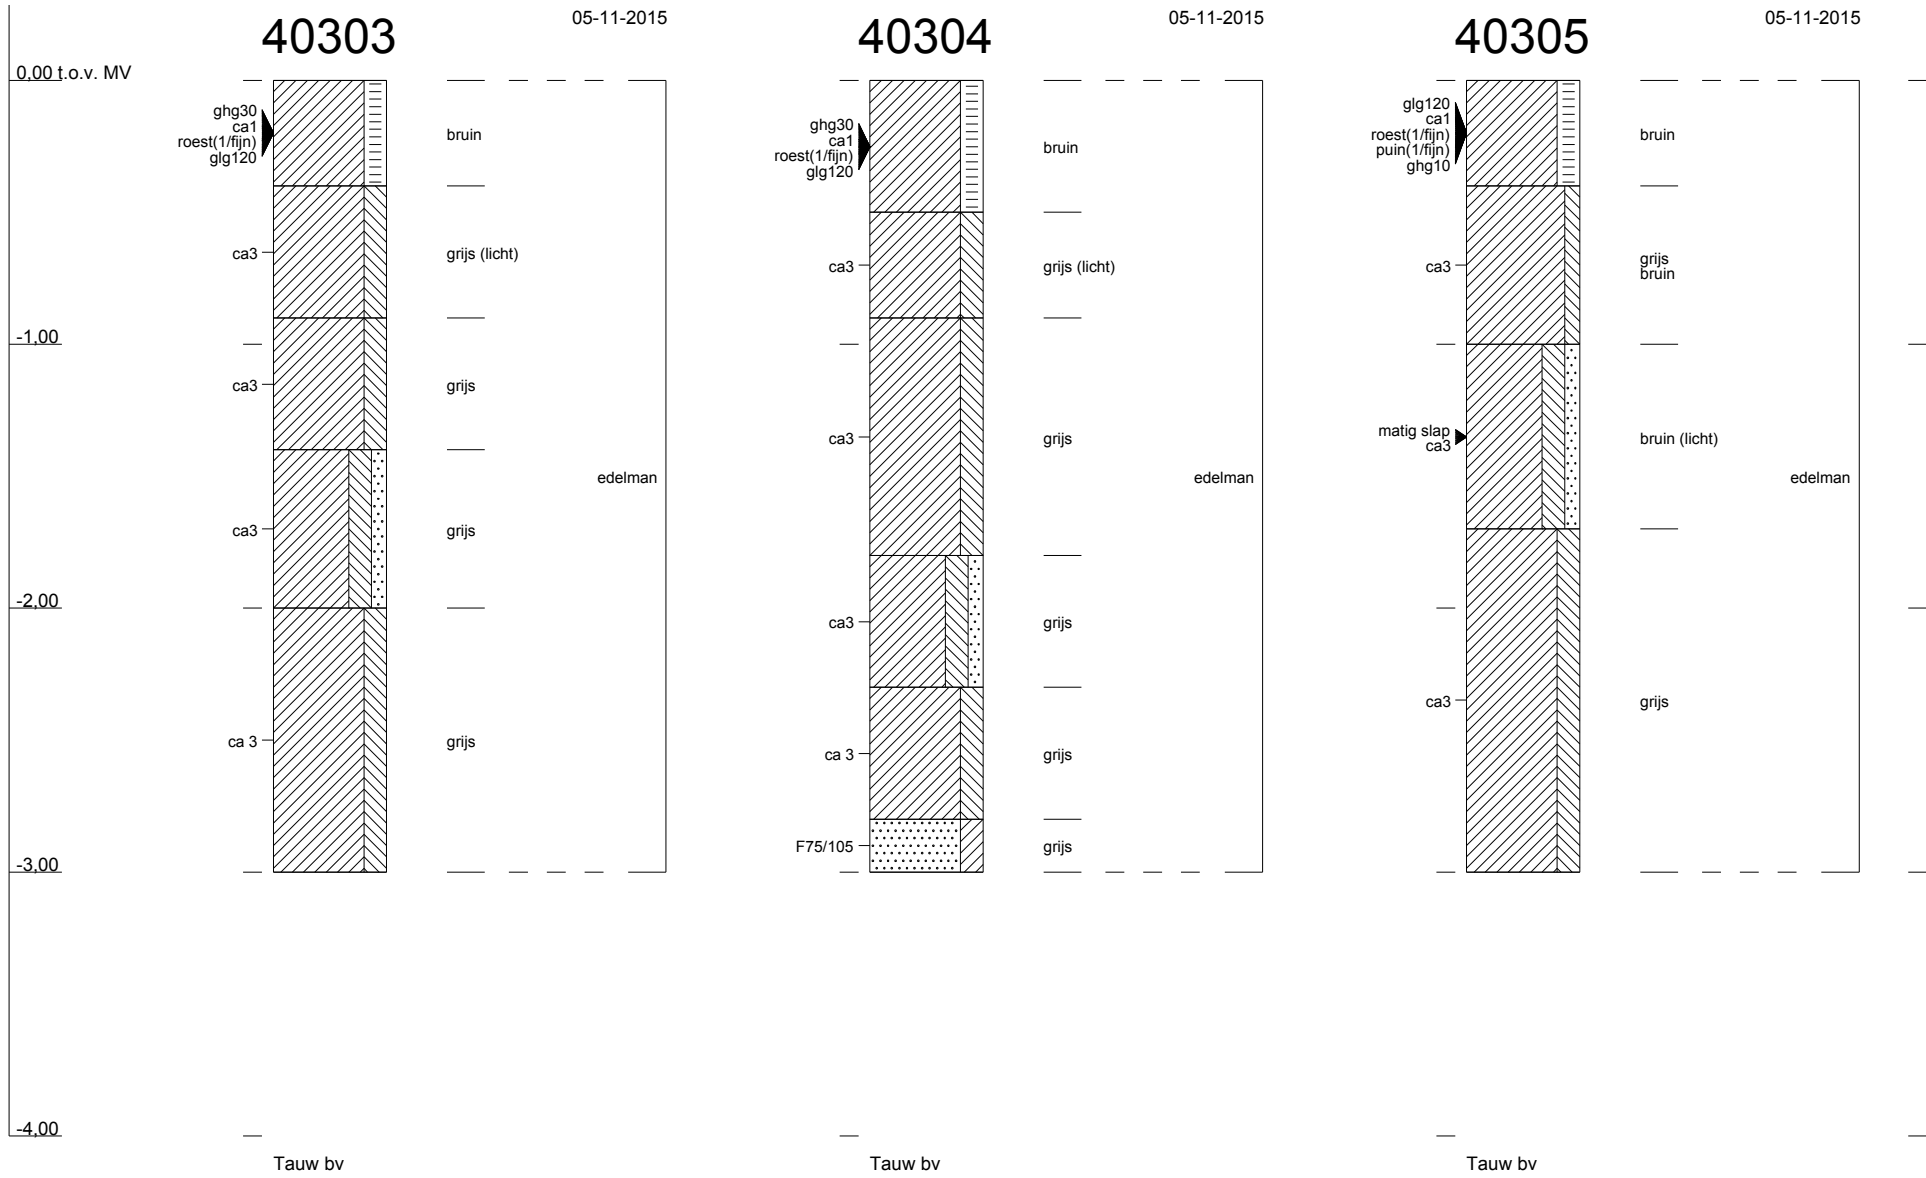 40303
05-11-2015
40304
05-11-2015
40305
05-11-2015
0,00 t.o.v. MV
-1,00
-2,00
-3,00
-4,00
ghg30
ca1
roest(1/fijn)
glg120
bruin
ca3
grijs (licht)
ca3
grijs
ca3
grijs
ca 3
grijs
edelman
Tauw bv
ghg30
ca1
roest(1/fijn)
glg120
bruin
ca3
grijs (licht)
ca3
grijs
ca3
grijs
ca 3
grijs
F75/105
grijs
edelman
Tauw bv
glg120
ca1
roest(1/fijn)
puin(1/fijn)
ghg10
bruin
ca3
grijs
bruin
matig slap
ca3
bruin (licht)
ca3
grijs
edelman
Tauw bv